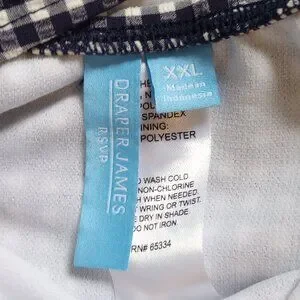 DRAPER JAMES
RSVP
XXL
Made in
Indonesia
SPANDEX
POLYESTER
WASH COLD
NON-CHLORINE
WHEN NEEDED.
WRING OR TWIST.
DRY IN SHADE
DO NOT IRON.
RN# 65334